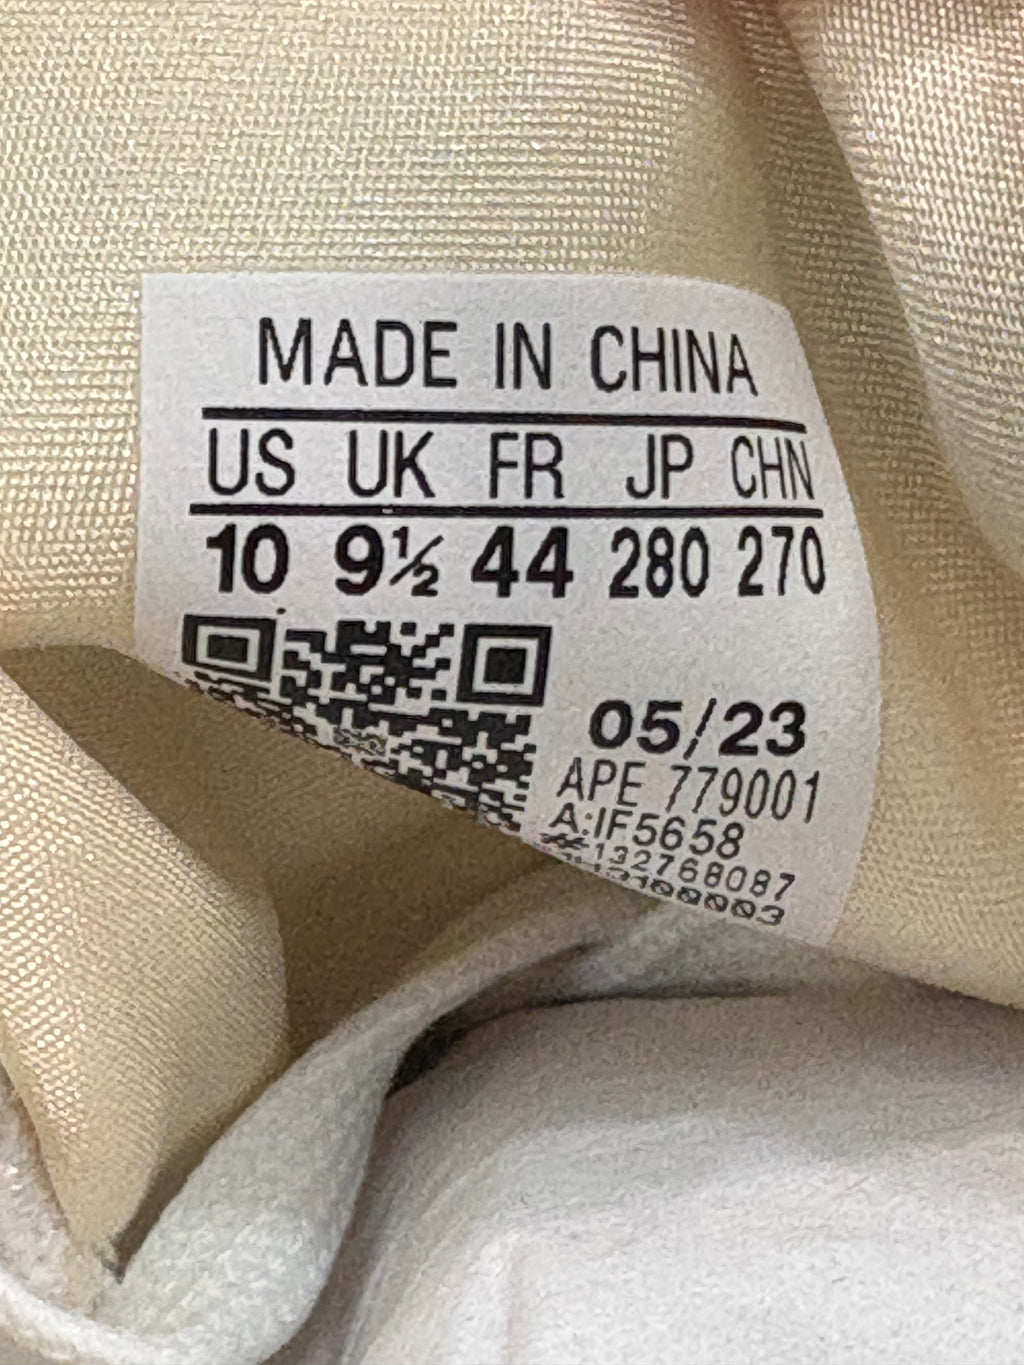 MADE IN CHINA
US UK FR JP CHN
10 9½ 44 280 270
05/23
APE 779001
A:IF5658
#132768087